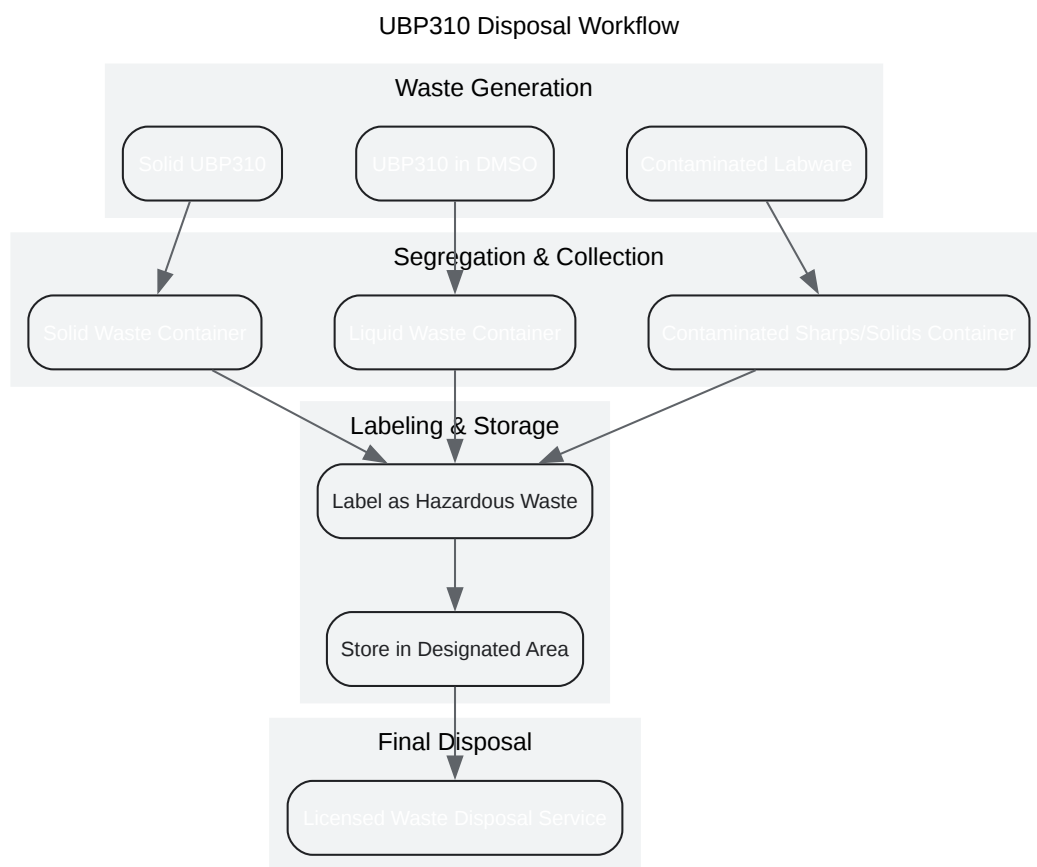 UBP310 Disposal Workflow
Waste Generation
Solid UBP310
UBP310 in DMSO
Contaminated Labware
Segregation & Collection
Solid Waste Container
Liquid Waste Container
Contaminated Sharps/Solids Container
Labeling & Storage
Label as Hazardous Waste
Store in Designated Area
Final Disposal
Licensed Waste Disposal Service